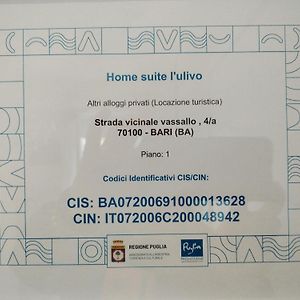 Home suite l'ulivo
Altri alloggi privati (Locazione turistica)
Strada vicinale vassallo , 4/a
70100 - BARI (BA)
Piano: 1
Codici Identificativi CIS/CIN:
CIS: BA07200691000013628
CIN: IT072006C200048942
REGIONE PUGLIA
Puglia